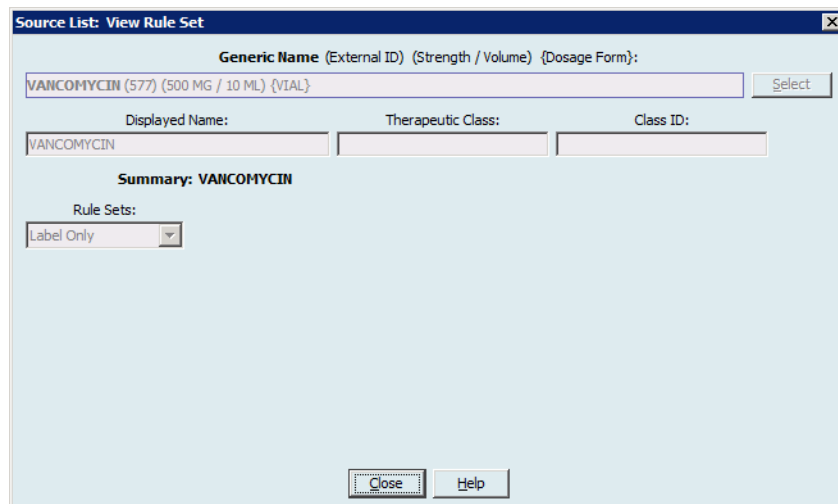 Source List: View Rule Set
Generic Name (External ID) (Strength / Volume) {Dosage Form}:
VANCOMYCIN (577) (500 MG / 10 ML) {VIAL}
Select
Displayed Name: Therapeutic Class: Class ID:
VANCOMYCIN
Summary: VANCOMYCIN
Rule Sets:
Label Only
Close Help